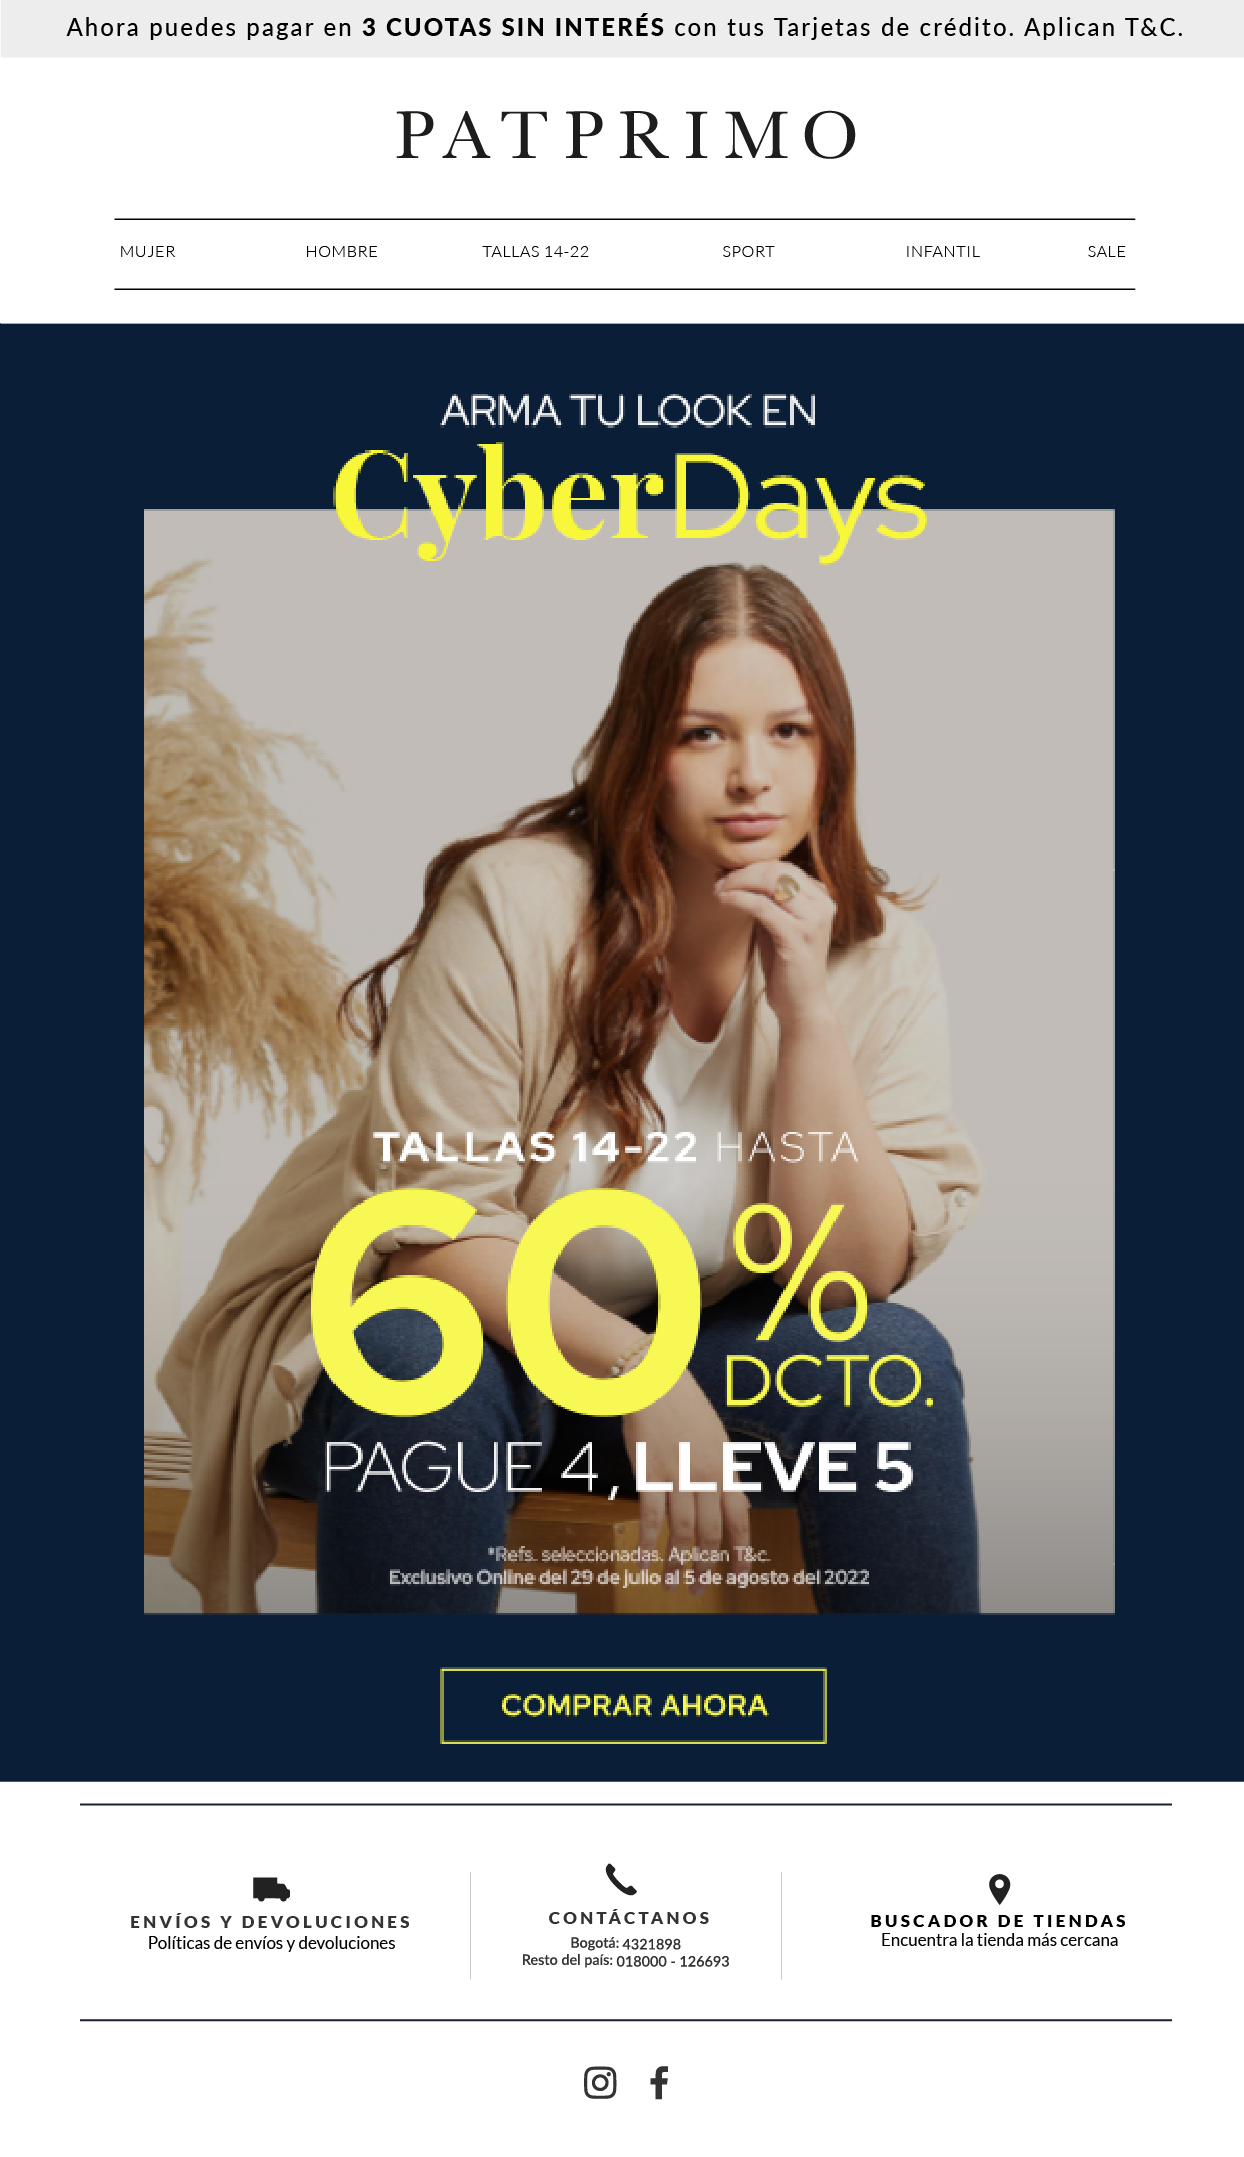 Ahora puedes pagar en 3 CUOTAS SIN INTERÉS con tus Tarjetas de crédito. Aplican T&C.
PATPRIMO
MUJER HOMBRE TALLAS 14-22 SPORT INFANTIL SALE
ARMA TU LOOK EN
CyberDays
TALLAS 14-22 HASTA
60%
DCTO.
PAGUE 4, LLEVE 5
*Refs. seleccionadas. Aplican T&c.
Exclusivo Online del 29 de julio al 5 de agosto del 2022
COMPRAR AHORA
ENVÍOS Y DEVOLUCIONES
Políticas de envíos y devoluciones
CONTÁCTANOS
Bogotá: 4321898
Resto del país: 018000 - 126693
BUSCADOR DE TIENDAS
Encuentra la tienda más cercana